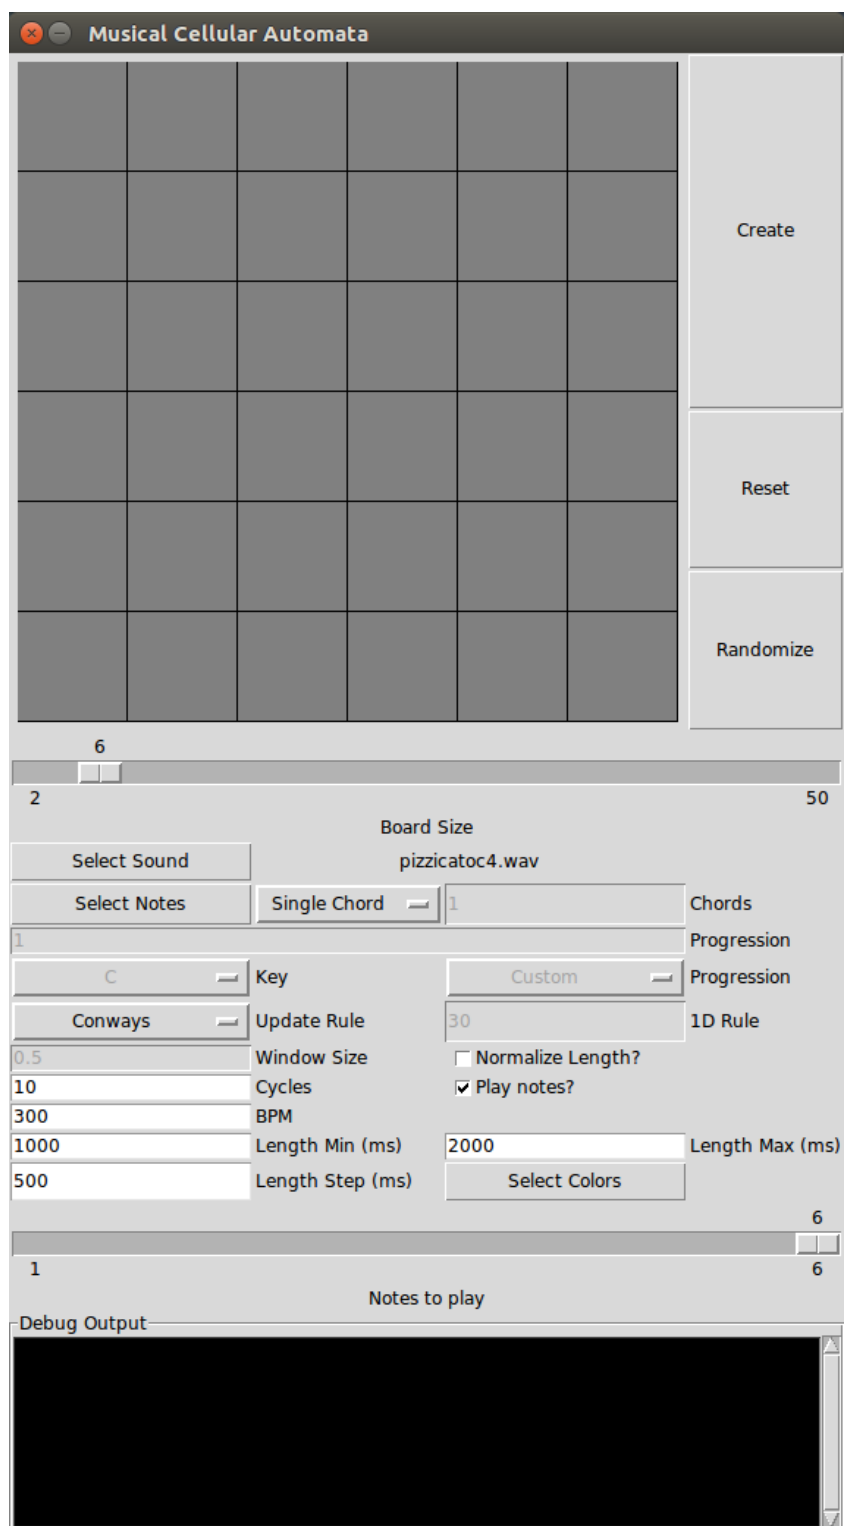 Musical Cellular Automata
Create
Reset
Randomize
6
2 50
Board Size
Select Sound pizzicatoc4.wav
Select Notes Single Chord 1 Chords
1 Progression
C Key Custom Progression
Conways Update Rule 30 1D Rule
0.5 Window Size Normalize Length?
10 Cycles Play notes?
300 BPM
1000 Length Min (ms) 2000 Length Max (ms)
500 Length Step (ms) Select Colors
6
1 6
Notes to play
Debug Output